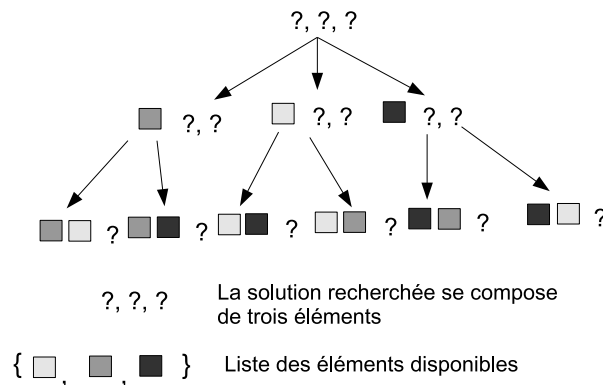 ?, ?, ?
?, ? ?, ? ?, ?
? ? ? ? ? ?
?, ?, ? La solution recherchée se compose
de trois éléments
{ , , } Liste des éléments disponibles